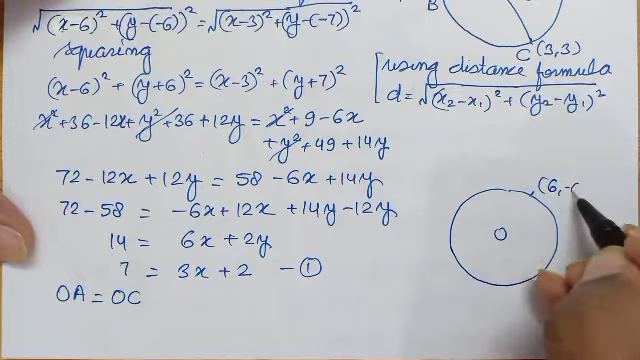 √(x-6)² + (y-(-6))² = √(x-3)² + (y-(-7))²
squaring
(x-6)² + (y+6)² = (x-3)² + (y+7)²
x² + 36 - 12x + y² + 36 + 12y = x² + 9 - 6x
+ y² + 49 + 14y
72 - 12x + 12y = 58 - 6x + 14y
72 - 58 = -6x + 12x + 14y - 12y
14 = 6x + 2y
7 = 3x + 2 - ①
OA = OC
B
C (3,3)
[using distance formula
d = √(x₂-x₁)² + (y₂-y₁)²
(6,-6
O